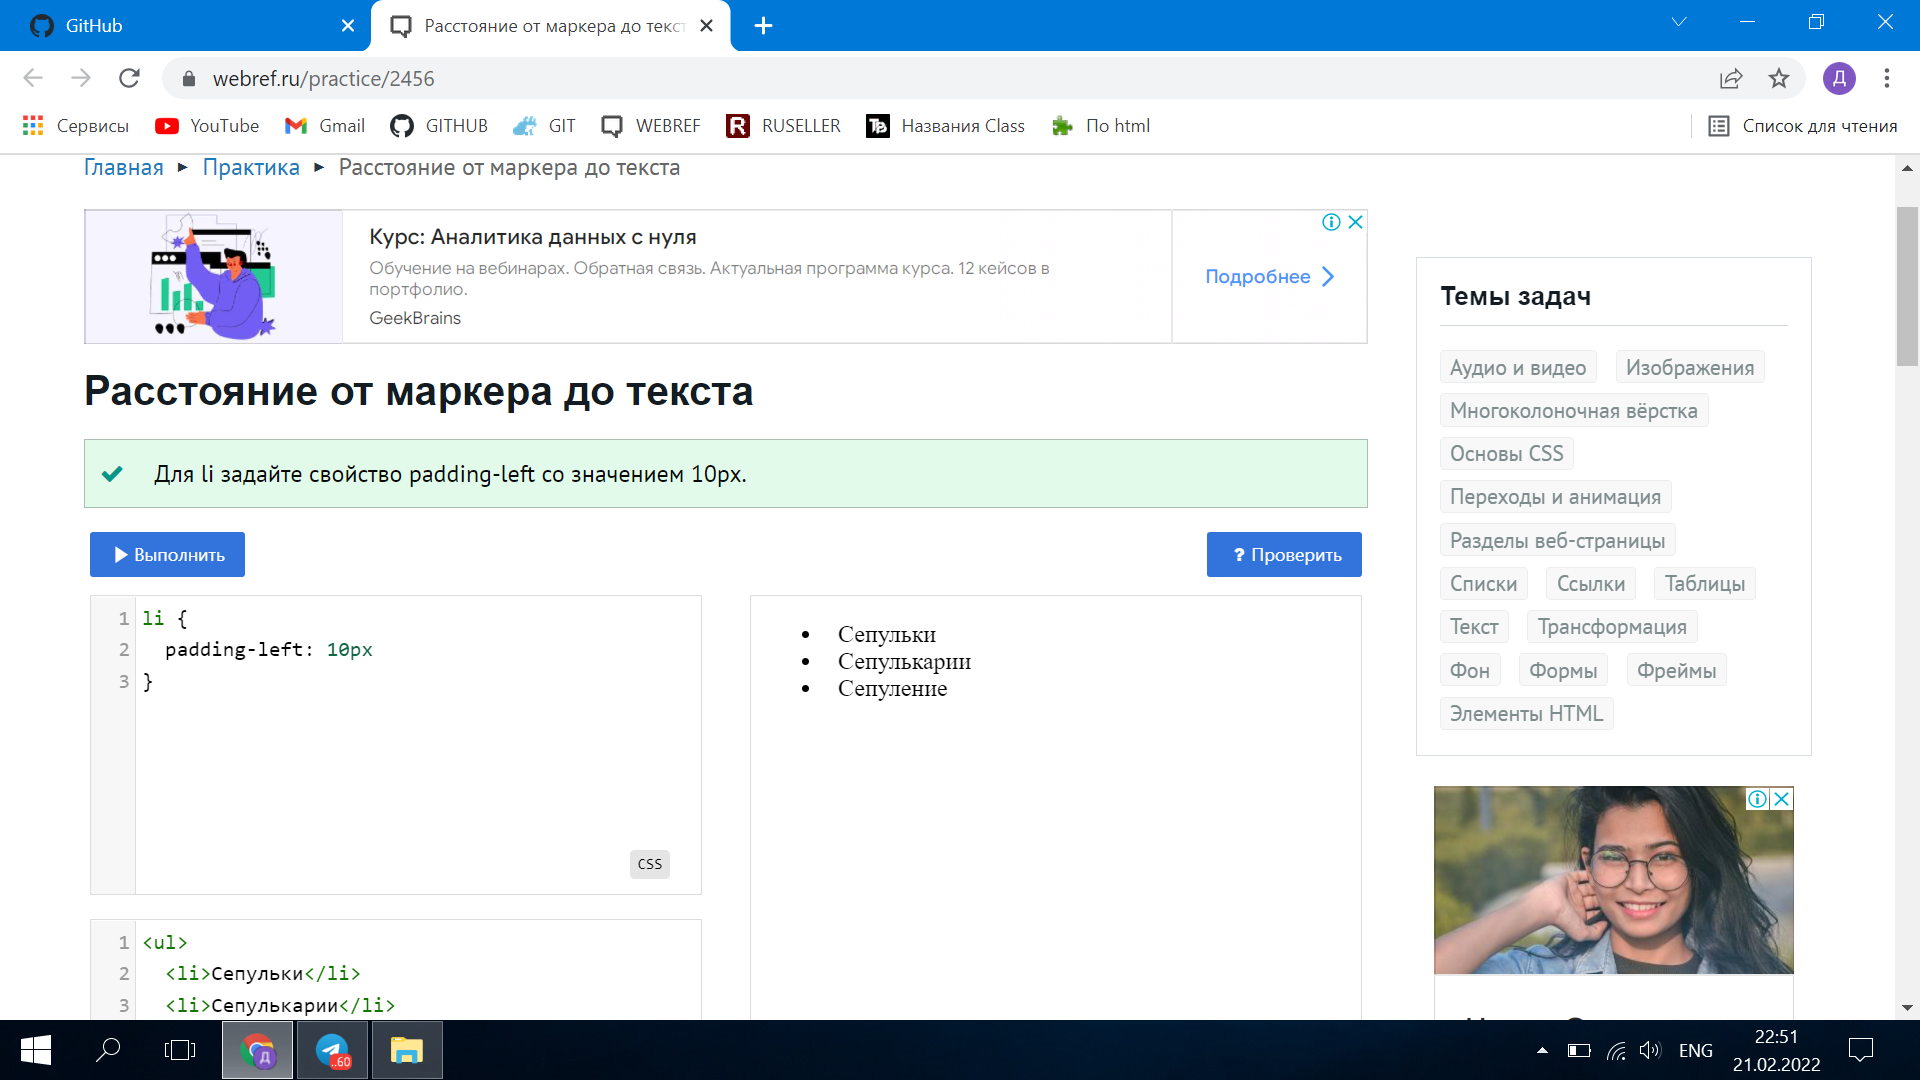 GitHub
Расстояние от маркера до текст
webref.ru/practice/2456
Д
Сервисы
YouTube
Gmail
GITHUB
GIT
WEBREF
RUSELLER
Названия Class
По html
Список для чтения
Главная ► Практика ► Расстояние от маркера до текста
Курс: Аналитика данных с нуля
Обучение на вебинарах. Обратная связь. Актуальная программа курса. 12 кейсов в
портфолио.
GeekBrains
Подробнее
Расстояние от маркера до текста
Для li задайте свойство padding-left со значением 10px.
Выполнить
? Проверить
1 li {
2 padding-left: 10px
3 }
CSS
1 <ul>
2 <li>Сепульки</li>
3 <li>Сепулькарии</li>
• Сепульки
• Сепулькарии
• Сепуление
Темы задач
Аудио и видео
Изображения
Многоколоночная вёрстка
Основы CSS
Переходы и анимация
Разделы веб-страницы
Списки
Ссылки
Таблицы
Текст
Трансформация
Фон
Формы
Фреймы
Элементы HTML
Д
..60
ENG
22:51
21.02.2022